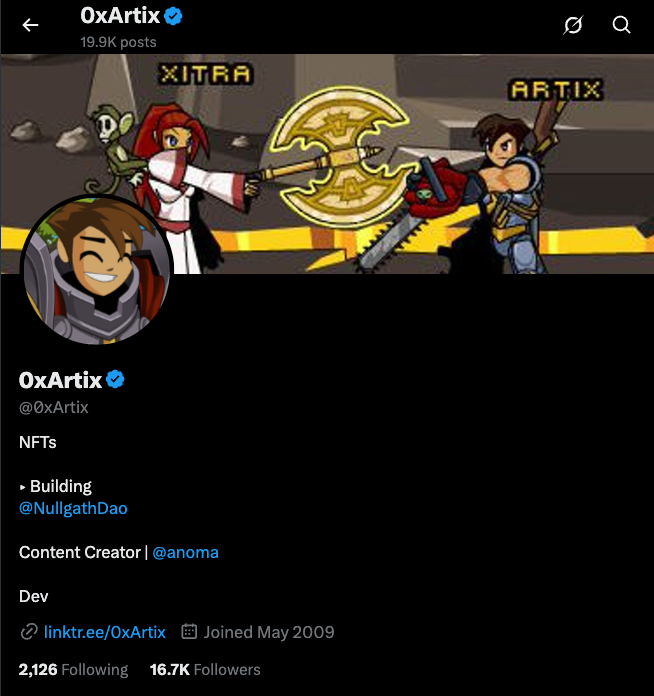 0xArtix
19.9K posts
XITRA
ARTIX
0xArtix
@0xArtix
NFTs
▸ Building
@NullgathDao
Content Creator | @anoma
Dev
linktr.ee/0xArtix Joined May 2009
2,126 Following 16.7K Followers